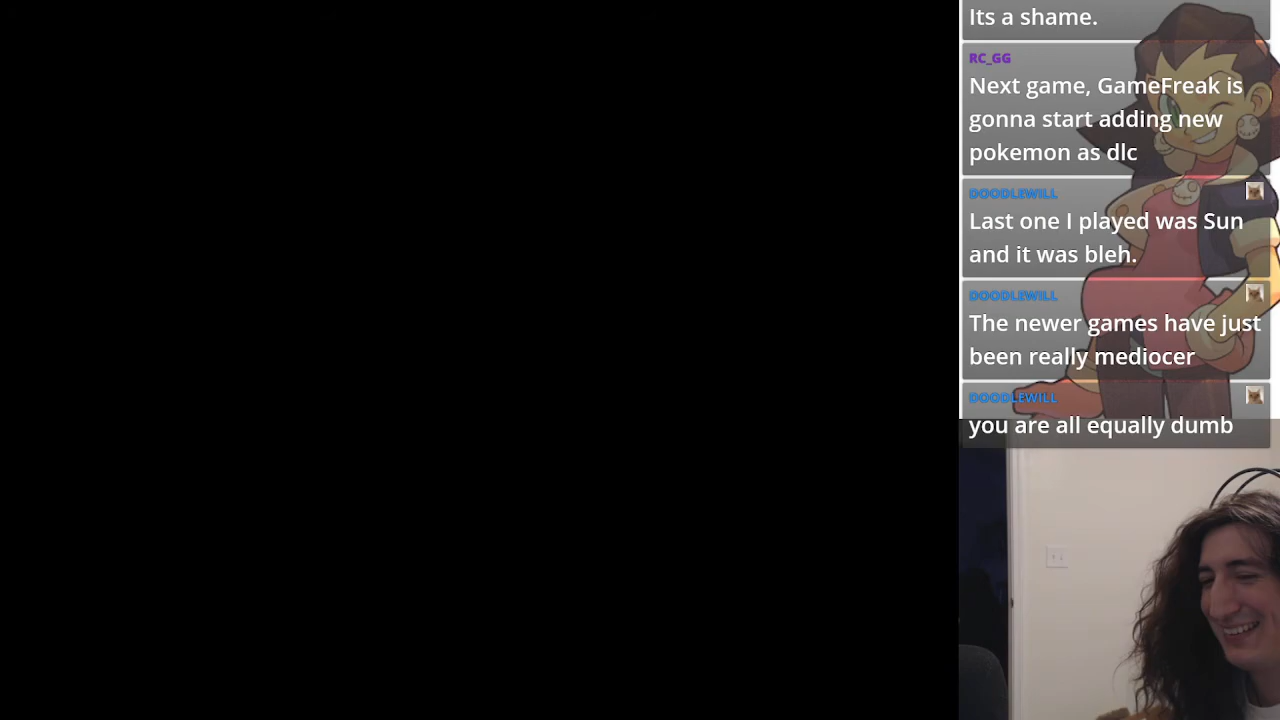 Its a shame.
RC_GG
Next game, GameFreak is
gonna start adding new
pokemon as dlc
DOODLEWILL
Last one I played was Sun
and it was bleh.
DOODLEWILL
The newer games have just
been really mediocer
DOODLEWILL
you are all equally dumb